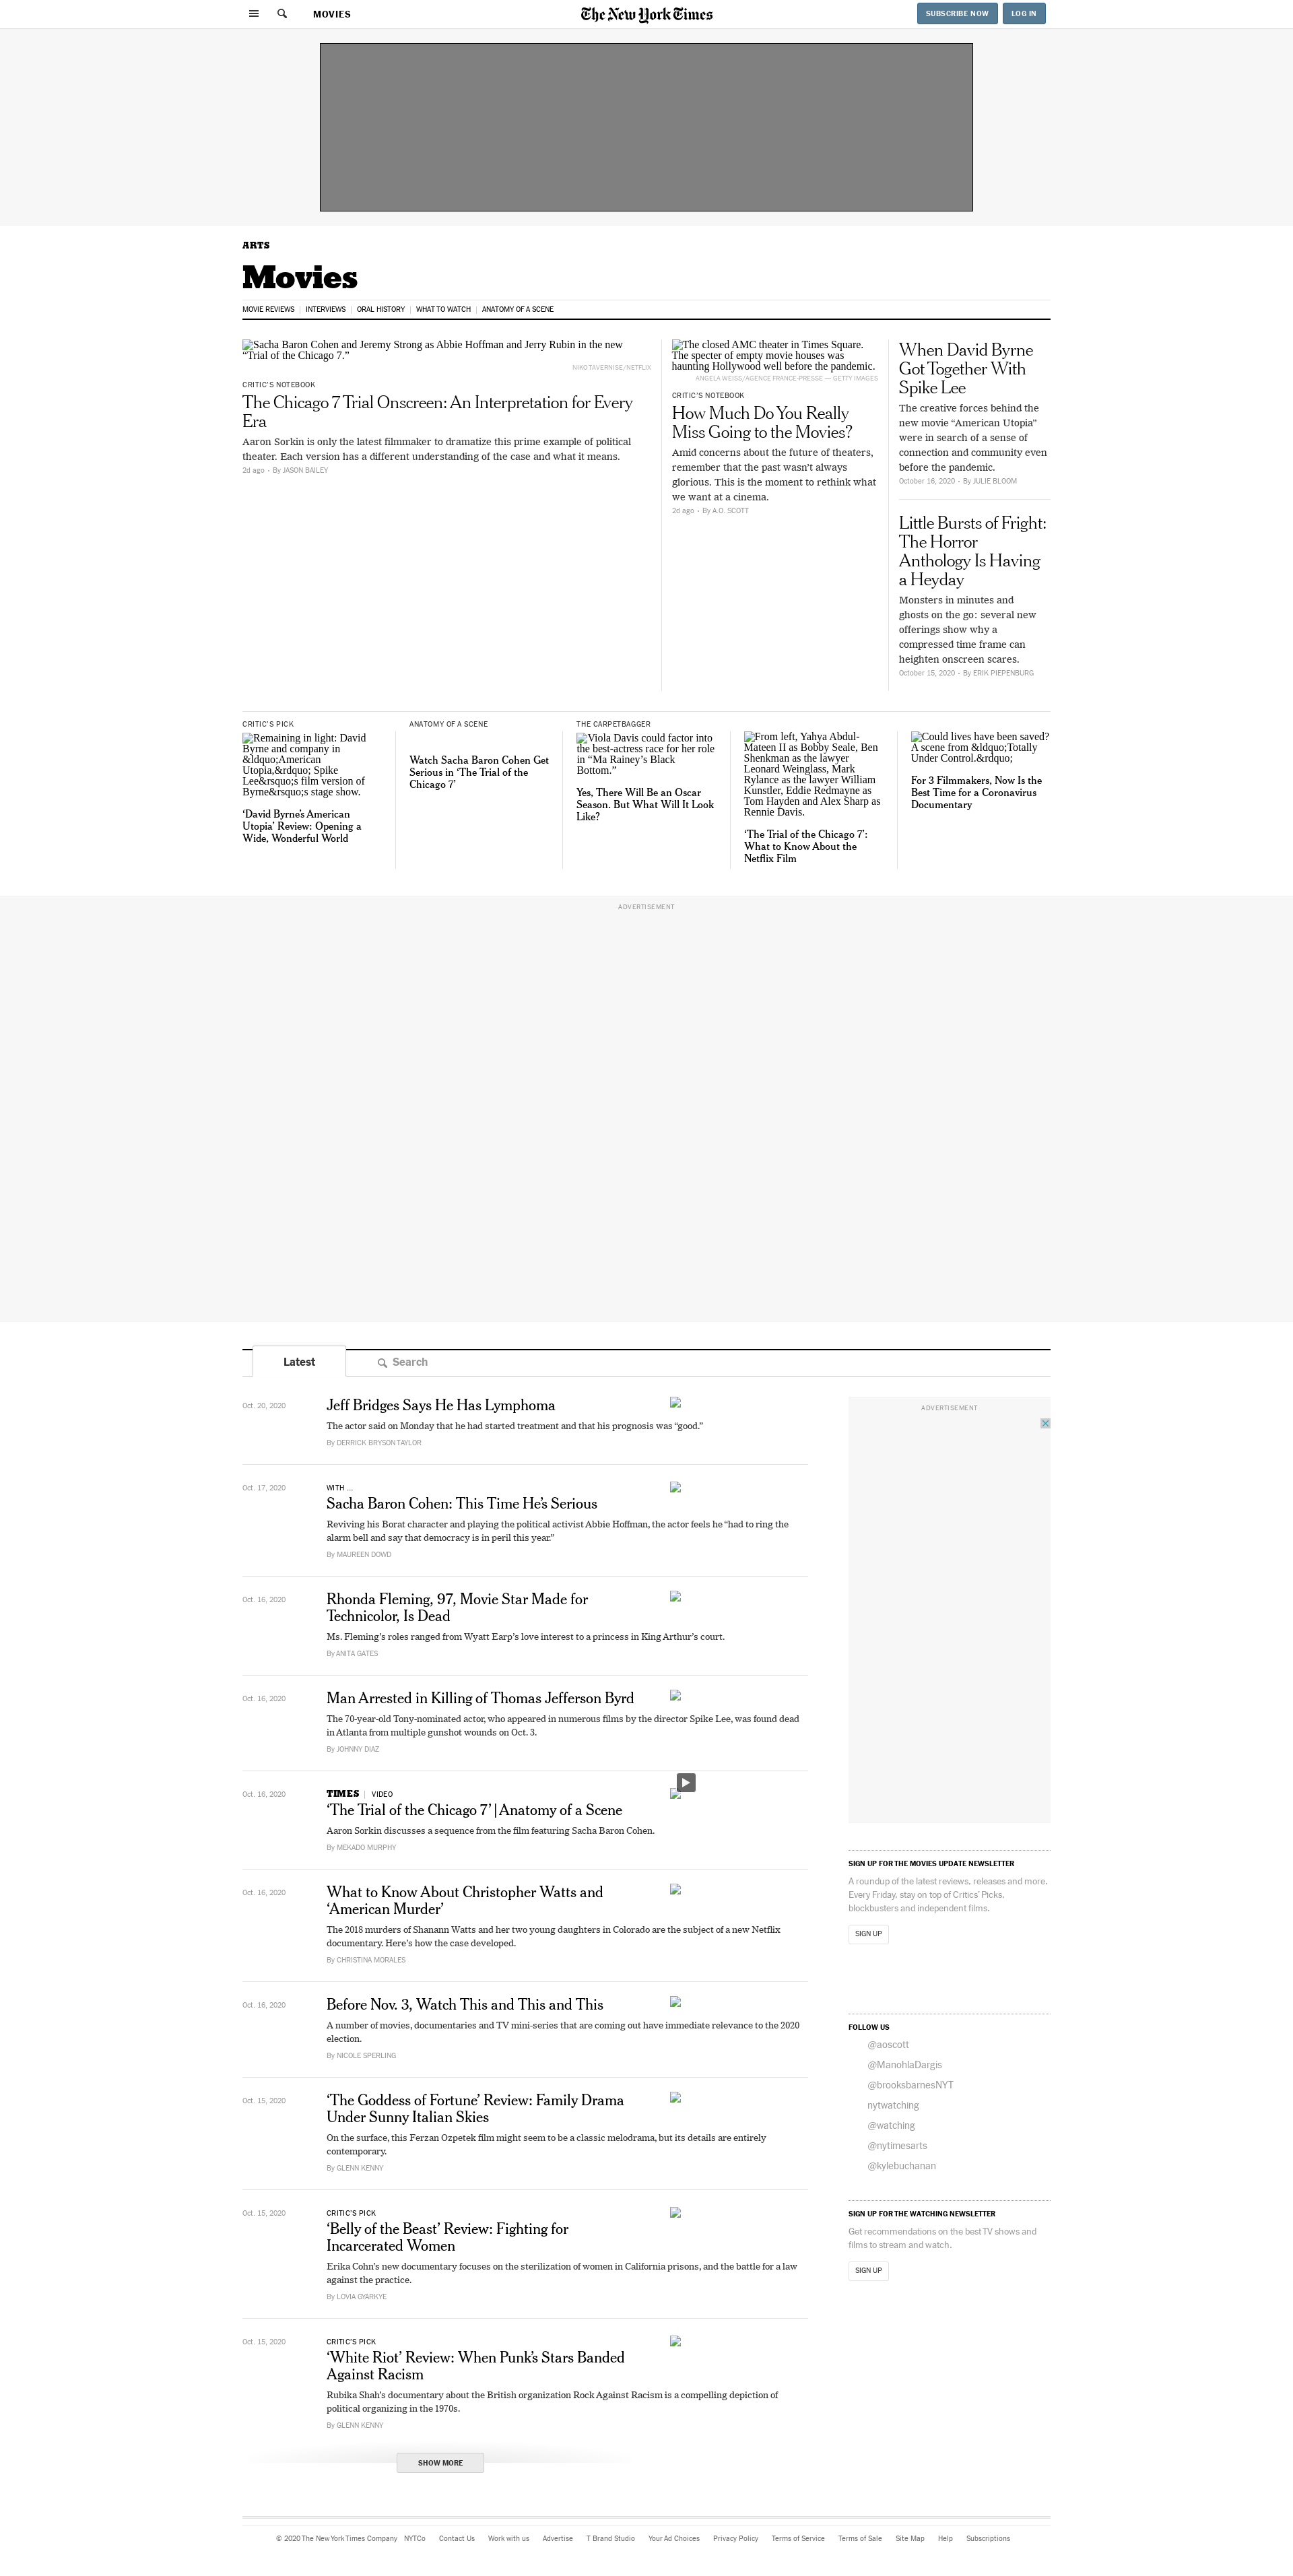 MOVIES
The New York Times
SUBSCRIBE NOW
LOG IN
ARTS
Movies
MOVIE REVIEWS | INTERVIEWS | ORAL HISTORY | WHAT TO WATCH | ANATOMY OF A SCENE
Sacha Baron Cohen and Jeremy Strong as Abbie Hoffman and Jerry Rubin in the new
“Trial of the Chicago 7.”
NIKO TAVERNISE/NETFLIX
CRITIC’S NOTEBOOK
The Chicago 7 Trial Onscreen: An Interpretation for Every
Era
Aaron Sorkin is only the latest filmmaker to dramatize this prime example of political
theater. Each version has a different understanding of the case and what it means.
2d ago - By JASON BAILEY
The closed AMC theater in Times Square.
The specter of empty movie houses was
haunting Hollywood well before the pandemic.
ANGELA WEISS/AGENCE FRANCE-PRESSE — GETTY IMAGES
CRITIC’S NOTEBOOK
How Much Do You Really
Miss Going to the Movies?
Amid concerns about the future of theaters,
remember that the past wasn’t always
glorious. This is the moment to rethink what
we want at a cinema.
2d ago - By A.O. SCOTT
When David Byrne
Got Together With
Spike Lee
The creative forces behind the
new movie “American Utopia”
were in search of a sense of
connection and community even
before the pandemic.
October 16, 2020 - By JULIE BLOOM
Little Bursts of Fright:
The Horror
Anthology Is Having
a Heyday
Monsters in minutes and
ghosts on the go: several new
offerings show why a
compressed time frame can
heighten onscreen scares.
October 15, 2020 - By ERIK PIEPENBURG
CRITIC’S PICK
Remaining in light: David
Byrne and company in
&ldquo;American
Utopia,&rdquo; Spike
Lee&rsquo;s film version of
Byrne&rsquo;s stage show.
‘David Byrne’s American
Utopia’ Review: Opening a
Wide, Wonderful World
ANATOMY OF A SCENE
Watch Sacha Baron Cohen Get
Serious in ‘The Trial of the
Chicago 7’
THE CARPETBAGGER
Viola Davis could factor into
the best-actress race for her role
in “Ma Rainey’s Black
Bottom.”
Yes, There Will Be an Oscar
Season. But What Will It Look
Like?
From left, Yahya Abdul-
Mateen II as Bobby Seale, Ben
Shenkman as the lawyer
Leonard Weinglass, Mark
Rylance as the lawyer William
Kunstler, Eddie Redmayne as
Tom Hayden and Alex Sharp as
Rennie Davis.
‘The Trial of the Chicago 7’:
What to Know About the
Netflix Film
Could lives have been saved?
A scene from &ldquo;Totally
Under Control.&rdquo;
For 3 Filmmakers, Now Is the
Best Time for a Coronavirus
Documentary
ADVERTISEMENT
Latest
Search
Oct. 20, 2020
Jeff Bridges Says He Has Lymphoma
The actor said on Monday that he had started treatment and that his prognosis was “good.”
By DERRICK BRYSON TAYLOR
Oct. 17, 2020
WITH ...
Sacha Baron Cohen: This Time He’s Serious
Reviving his Borat character and playing the political activist Abbie Hoffman, the actor feels he “had to ring the
alarm bell and say that democracy is in peril this year.”
By MAUREEN DOWD
Oct. 16, 2020
Rhonda Fleming, 97, Movie Star Made for
Technicolor, Is Dead
Ms. Fleming’s roles ranged from Wyatt Earp’s love interest to a princess in King Arthur’s court.
By ANITA GATES
Oct. 16, 2020
Man Arrested in Killing of Thomas Jefferson Byrd
The 70-year-old Tony-nominated actor, who appeared in numerous films by the director Spike Lee, was found dead
in Atlanta from multiple gunshot wounds on Oct. 3.
By JOHNNY DIAZ
Oct. 16, 2020
TIMES | VIDEO
‘The Trial of the Chicago 7’ | Anatomy of a Scene
Aaron Sorkin discusses a sequence from the film featuring Sacha Baron Cohen.
By MEKADO MURPHY
Oct. 16, 2020
What to Know About Christopher Watts and
‘American Murder’
The 2018 murders of Shanann Watts and her two young daughters in Colorado are the subject of a new Netflix
documentary. Here’s how the case developed.
By CHRISTINA MORALES
Oct. 16, 2020
Before Nov. 3, Watch This and This and This
A number of movies, documentaries and TV mini-series that are coming out have immediate relevance to the 2020
election.
By NICOLE SPERLING
Oct. 15, 2020
‘The Goddess of Fortune’ Review: Family Drama
Under Sunny Italian Skies
On the surface, this Ferzan Ozpetek film might seem to be a classic melodrama, but its details are entirely
contemporary.
By GLENN KENNY
Oct. 15, 2020
CRITIC’S PICK
‘Belly of the Beast’ Review: Fighting for
Incarcerated Women
Erika Cohn’s new documentary focuses on the sterilization of women in California prisons, and the battle for a law
against the practice.
By LOVIA GYARKYE
Oct. 15, 2020
CRITIC’S PICK
‘White Riot’ Review: When Punk’s Stars Banded
Against Racism
Rubika Shah’s documentary about the British organization Rock Against Racism is a compelling depiction of
political organizing in the 1970s.
By GLENN KENNY
SHOW MORE
ADVERTISEMENT
SIGN UP FOR THE MOVIES UPDATE NEWSLETTER
A roundup of the latest reviews, releases and more.
Every Friday, stay on top of Critics’ Picks,
blockbusters and independent films.
SIGN UP
FOLLOW US
@aoscott
@ManohlaDargis
@brooksbarnesNYT
nytwatching
@watching
@nytimesarts
@kylebuchanan
SIGN UP FOR THE WATCHING NEWSLETTER
Get recommendations on the best TV shows and
films to stream and watch.
SIGN UP
© 2020 The New York Times Company NYTCo Contact Us Work with us Advertise T Brand Studio Your Ad Choices Privacy Policy Terms of Service Terms of Sale Site Map Help Subscriptions